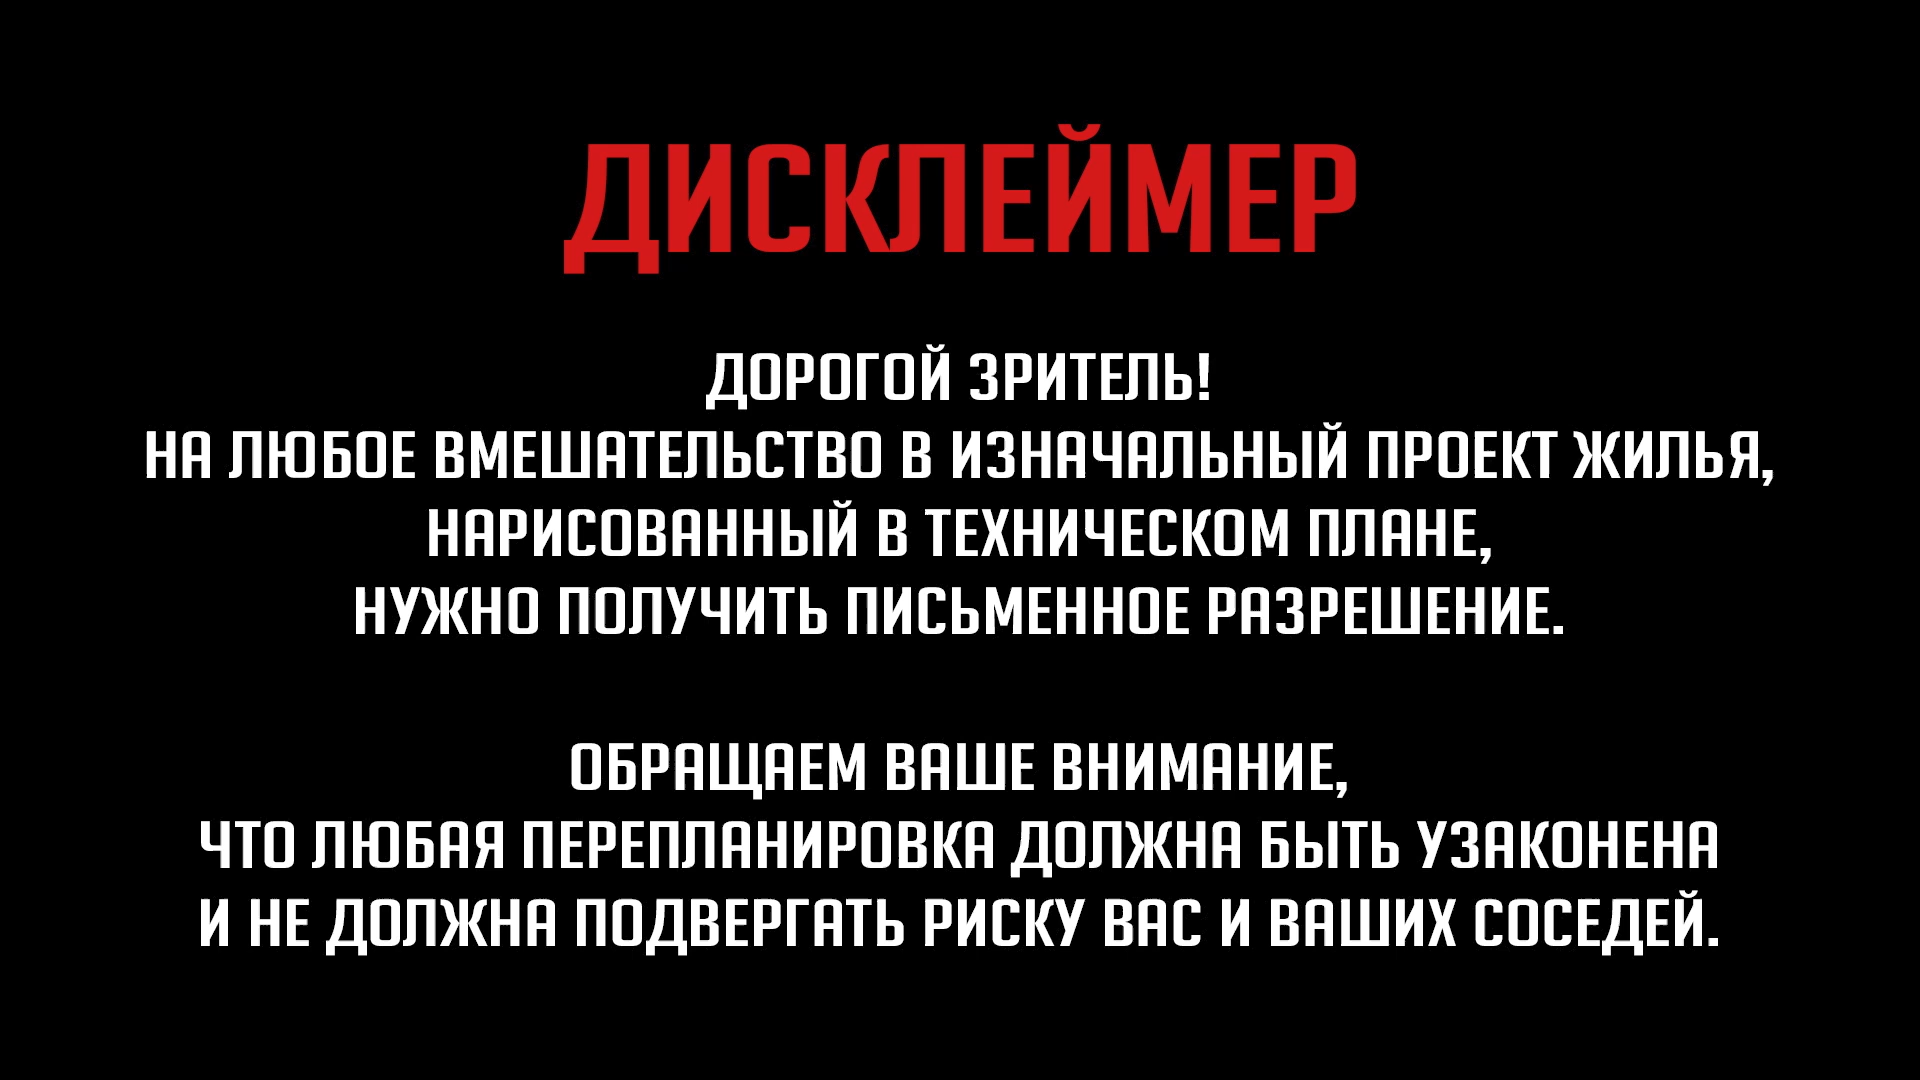 ДИСКЛЕЙМЕР
ДОРОГОЙ ЗРИТЕЛЬ!
НА ЛЮБОЕ ВМЕШАТЕЛЬСТВО В ИЗНАЧАЛЬНЫЙ ПРОЕКТ ЖИЛЬЯ,
НАРИСОВАННЫЙ В ТЕХНИЧЕСКОМ ПЛАНЕ,
НУЖНО ПОЛУЧИТЬ ПИСЬМЕННОЕ РАЗРЕШЕНИЕ.
ОБРАЩАЕМ ВАШЕ ВНИМАНИЕ,
ЧТО ЛЮБАЯ ПЕРЕПЛАНИРОВКА ДОЛЖНА БЫТЬ УЗАКОНЕНА
И НЕ ДОЛЖНА ПОДВЕРГАТЬ РИСКУ ВАС И ВАШИХ СОСЕДЕЙ.